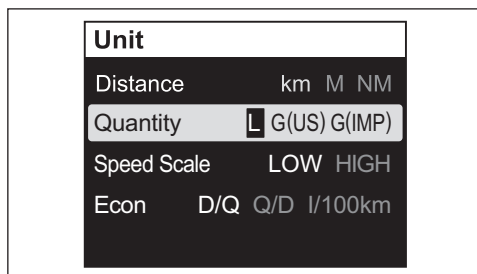 Unit
Distance km M NM
Quantity L G(US) G(IMP)
Speed Scale LOW HIGH
Econ D/Q Q/D l/100km